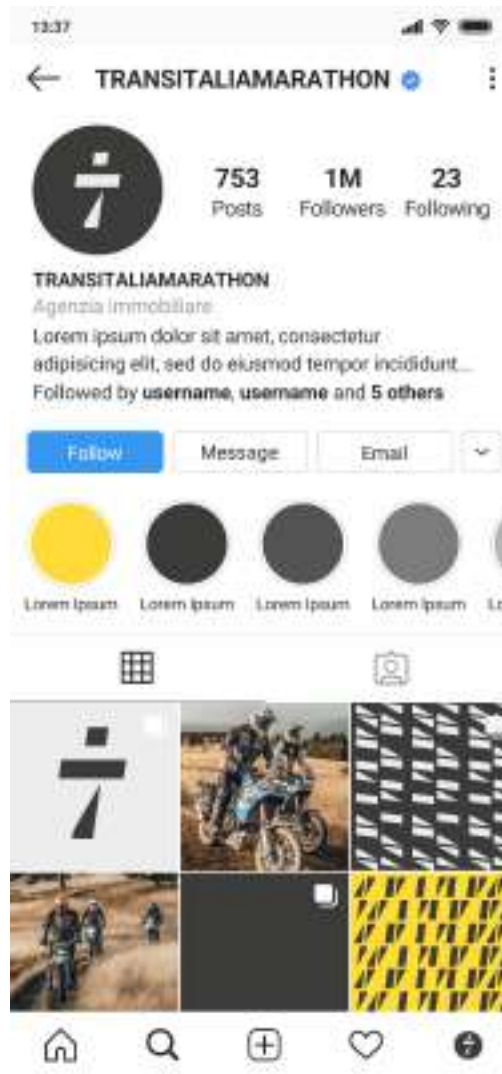 13:37
TRANSITALIAMARATHON
753 1M 23
Posts Followers Following
TRANSITALIAMARATHON
Agenzia immobiliare
Lorem ipsum dolor sit amet, consectetur
adipisicing elit, sed do eiusmod tempor incididunt...
Followed by username, username and 5 others
Follow Message Email
Lorem Ipsum Lorem Ipsum Lorem Ipsum Lorem Ipsum Lo